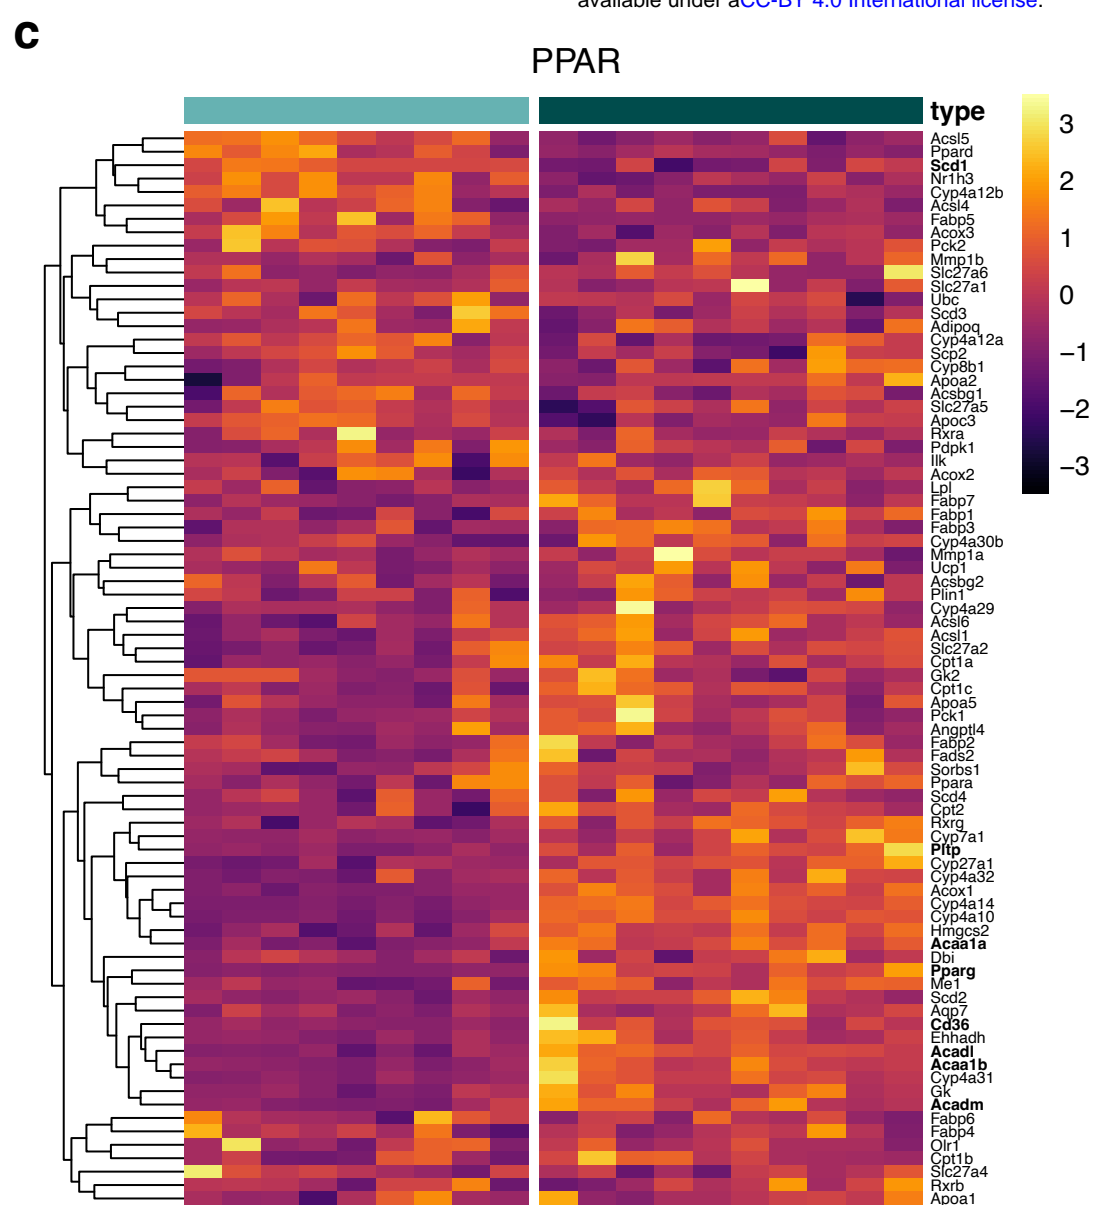 available under aCC-BY 4.0 International license.
c
PPAR
type
3
2
1
0
−1
−2
−3
Acsl5
Ppard
Scd1
Nr1h3
Cyp4a12b
Acsl4
Fabp5
Acox3
Pck2
Mmp1b
Slc27a6
Slc27a1
Ubc
Scd3
Adipoq
Cyp4a12a
Scp2
Cyp8b1
Apoa2
Acsbg1
Slc27a5
Apoc3
Rxra
Pdpk1
Ilk
Acox2
Lpl
Fabp7
Fabp1
Fabp3
Cyp4a30b
Mmp1a
Ucp1
Acsbg2
Plin1
Cyp4a29
Acsl6
Acsl1
Slc27a2
Cpt1a
Gk2
Cpt1c
Apoa5
Pck1
Angptl4
Fabp2
Fads2
Sorbs1
Ppara
Scd4
Cpt2
Rxrg
Cyp7a1
Pltp
Cyp27a1
Cyp4a32
Acox1
Cyp4a14
Cyp4a10
Hmgcs2
Acaa1a
Dbi
Pparg
Me1
Scd2
Aqp7
Cd36
Ehhadh
Acadl
Acaa1b
Cyp4a31
Gk
Acadm
Fabp6
Fabp4
Olr1
Cpt1b
Slc27a4
Rxrb
Apoa1